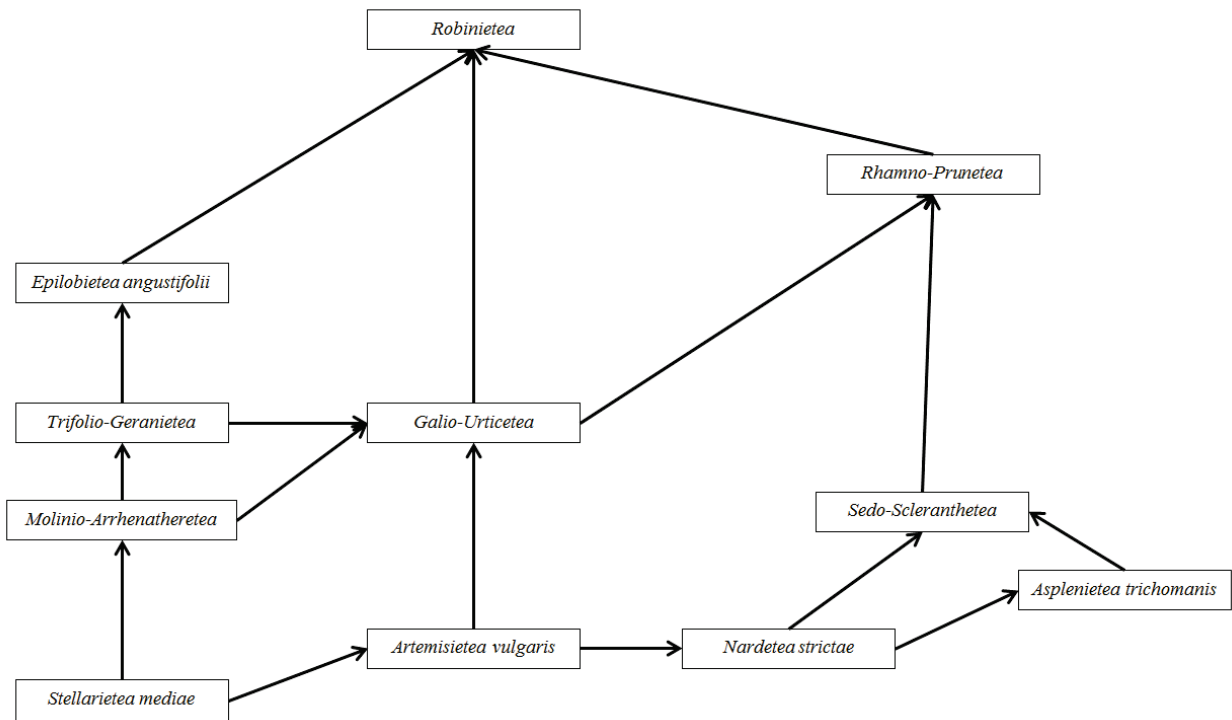 Robinietea
Rhamno-Prunetea
Epilobietea angustifolii
Trifolio-Geranietea
Galio-Urticetea
Molinio-Arrhenatheretea
Sedo-Scleranthetea
Asplenietea trichomanis
Artemisietea vulgaris
Nardetea strictae
Stellarietea mediae